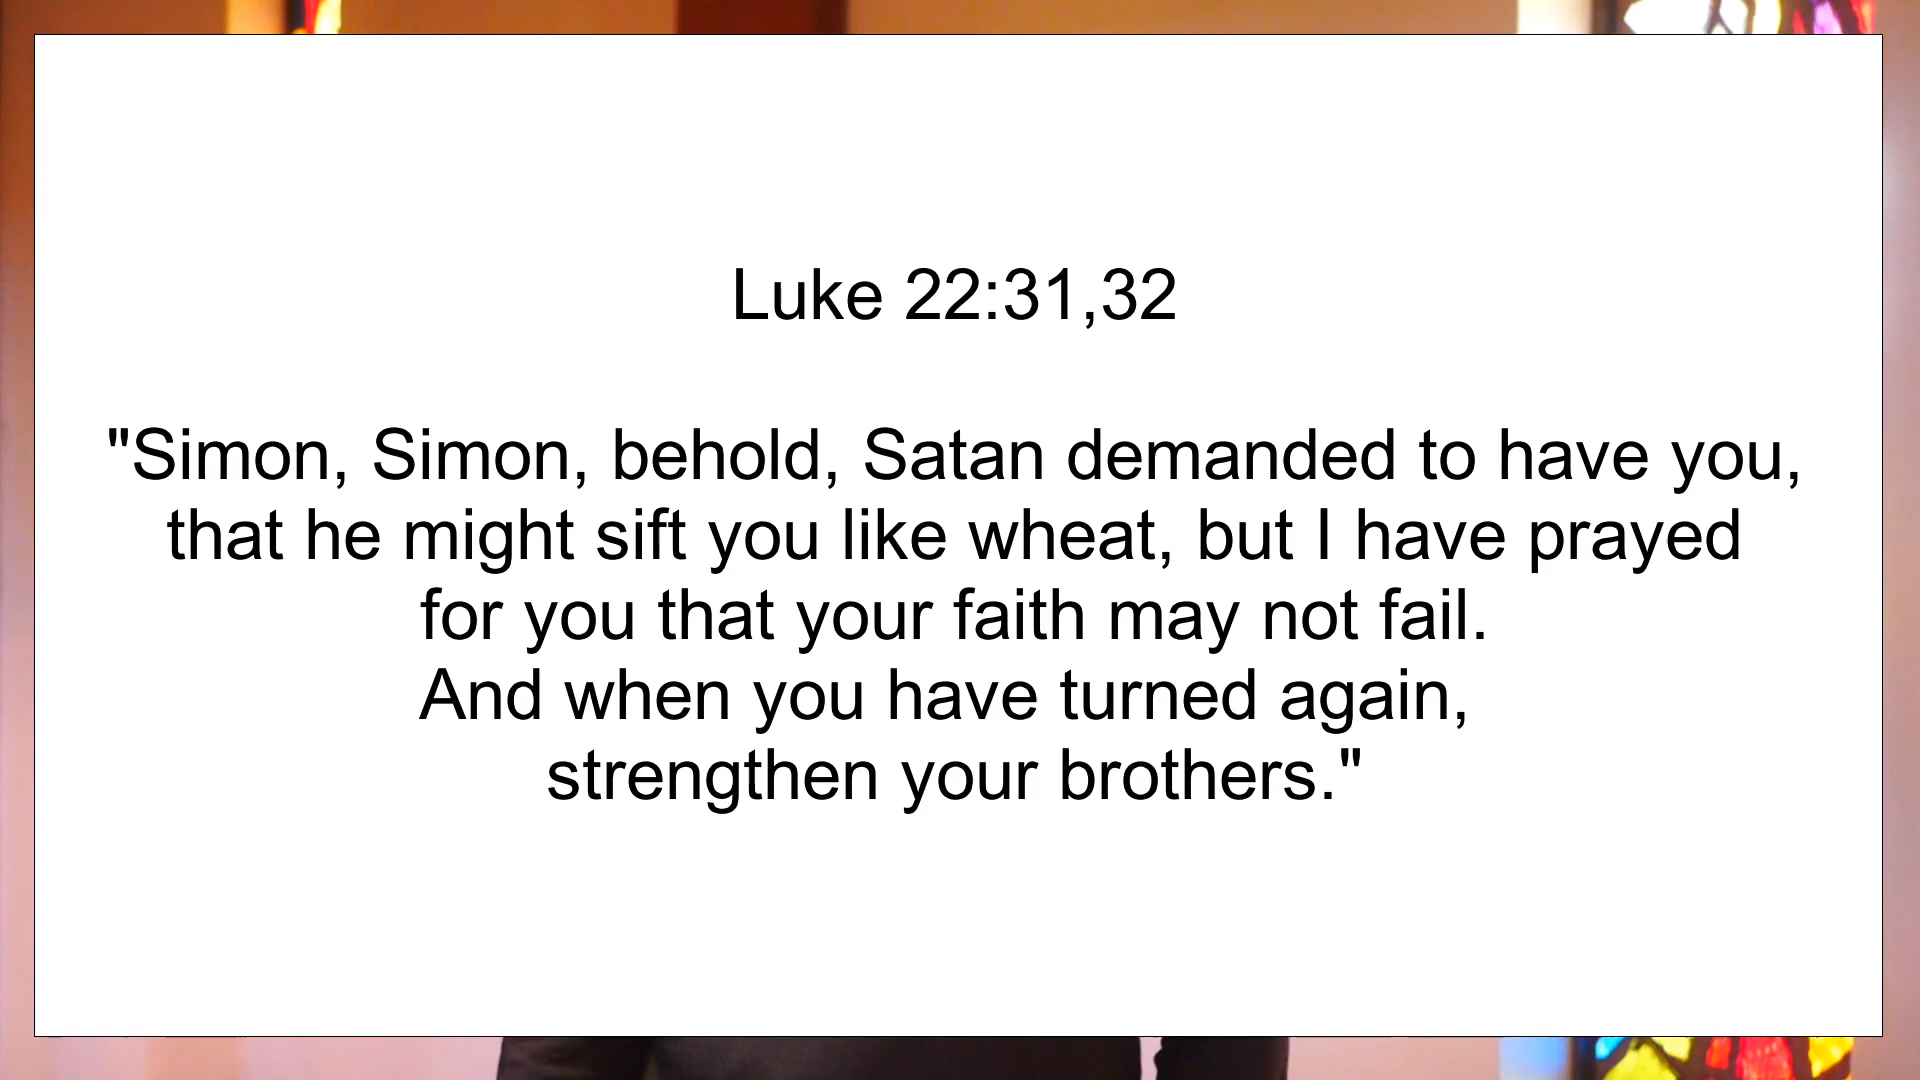 Luke 22:31,32
"Simon, Simon, behold, Satan demanded to have you,
that he might sift you like wheat, but I have prayed
for you that your faith may not fail.
And when you have turned again,
strengthen your brothers."